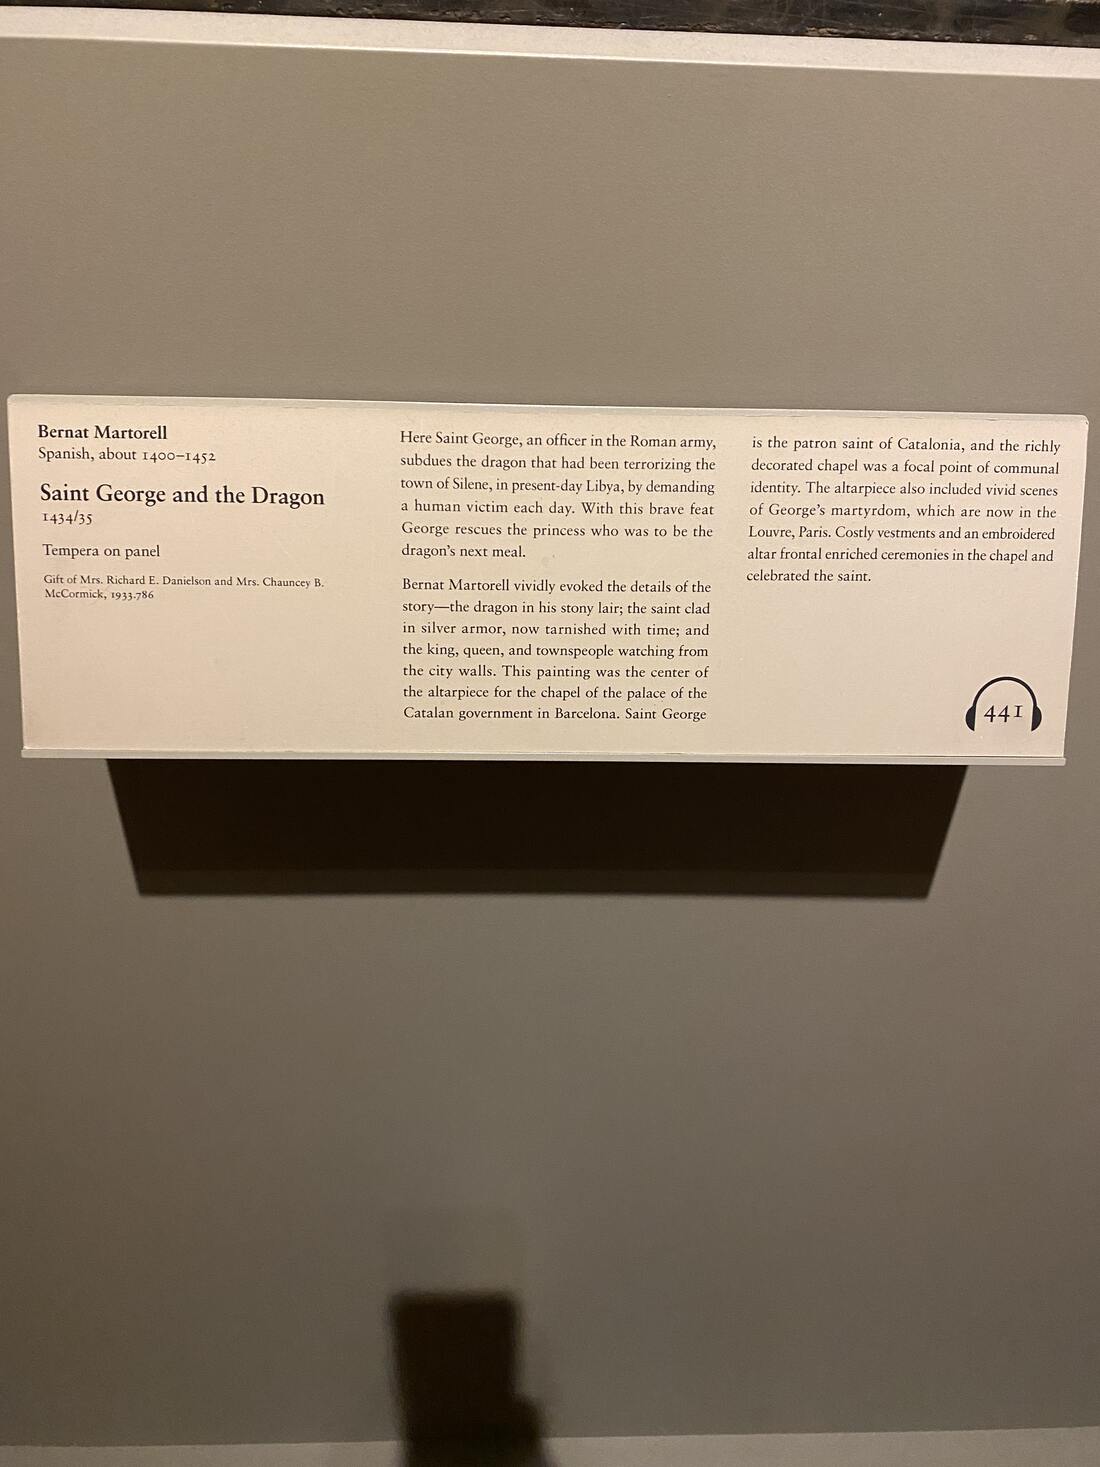 Bernat Martorell
Spanish, about 1400–1452
Saint George and the Dragon
1434/35
Tempera on panel
Gift of Mrs. Richard E. Danielson and Mrs. Chauncey B.
McCormick, 1933.786
Here Saint George, an officer in the Roman army,
subdues the dragon that had been terrorizing the
town of Silene, in present-day Libya, by demanding
a human victim each day. With this brave feat
George rescues the princess who was to be the
dragon's next meal.
Bernat Martorell vividly evoked the details of the
story—the dragon in his stony lair; the saint clad
in silver armor, now tarnished with time; and
the king, queen, and townspeople watching from
the city walls. This painting was the center of
the altarpiece for the chapel of the palace of the
Catalan government in Barcelona. Saint George
is the patron saint of Catalonia, and the richly
decorated chapel was a focal point of communal
identity. The altarpiece also included vivid scenes
of George's martyrdom, which are now in the
Louvre, Paris. Costly vestments and an embroidered
altar frontal enriched ceremonies in the chapel and
celebrated the saint.
441